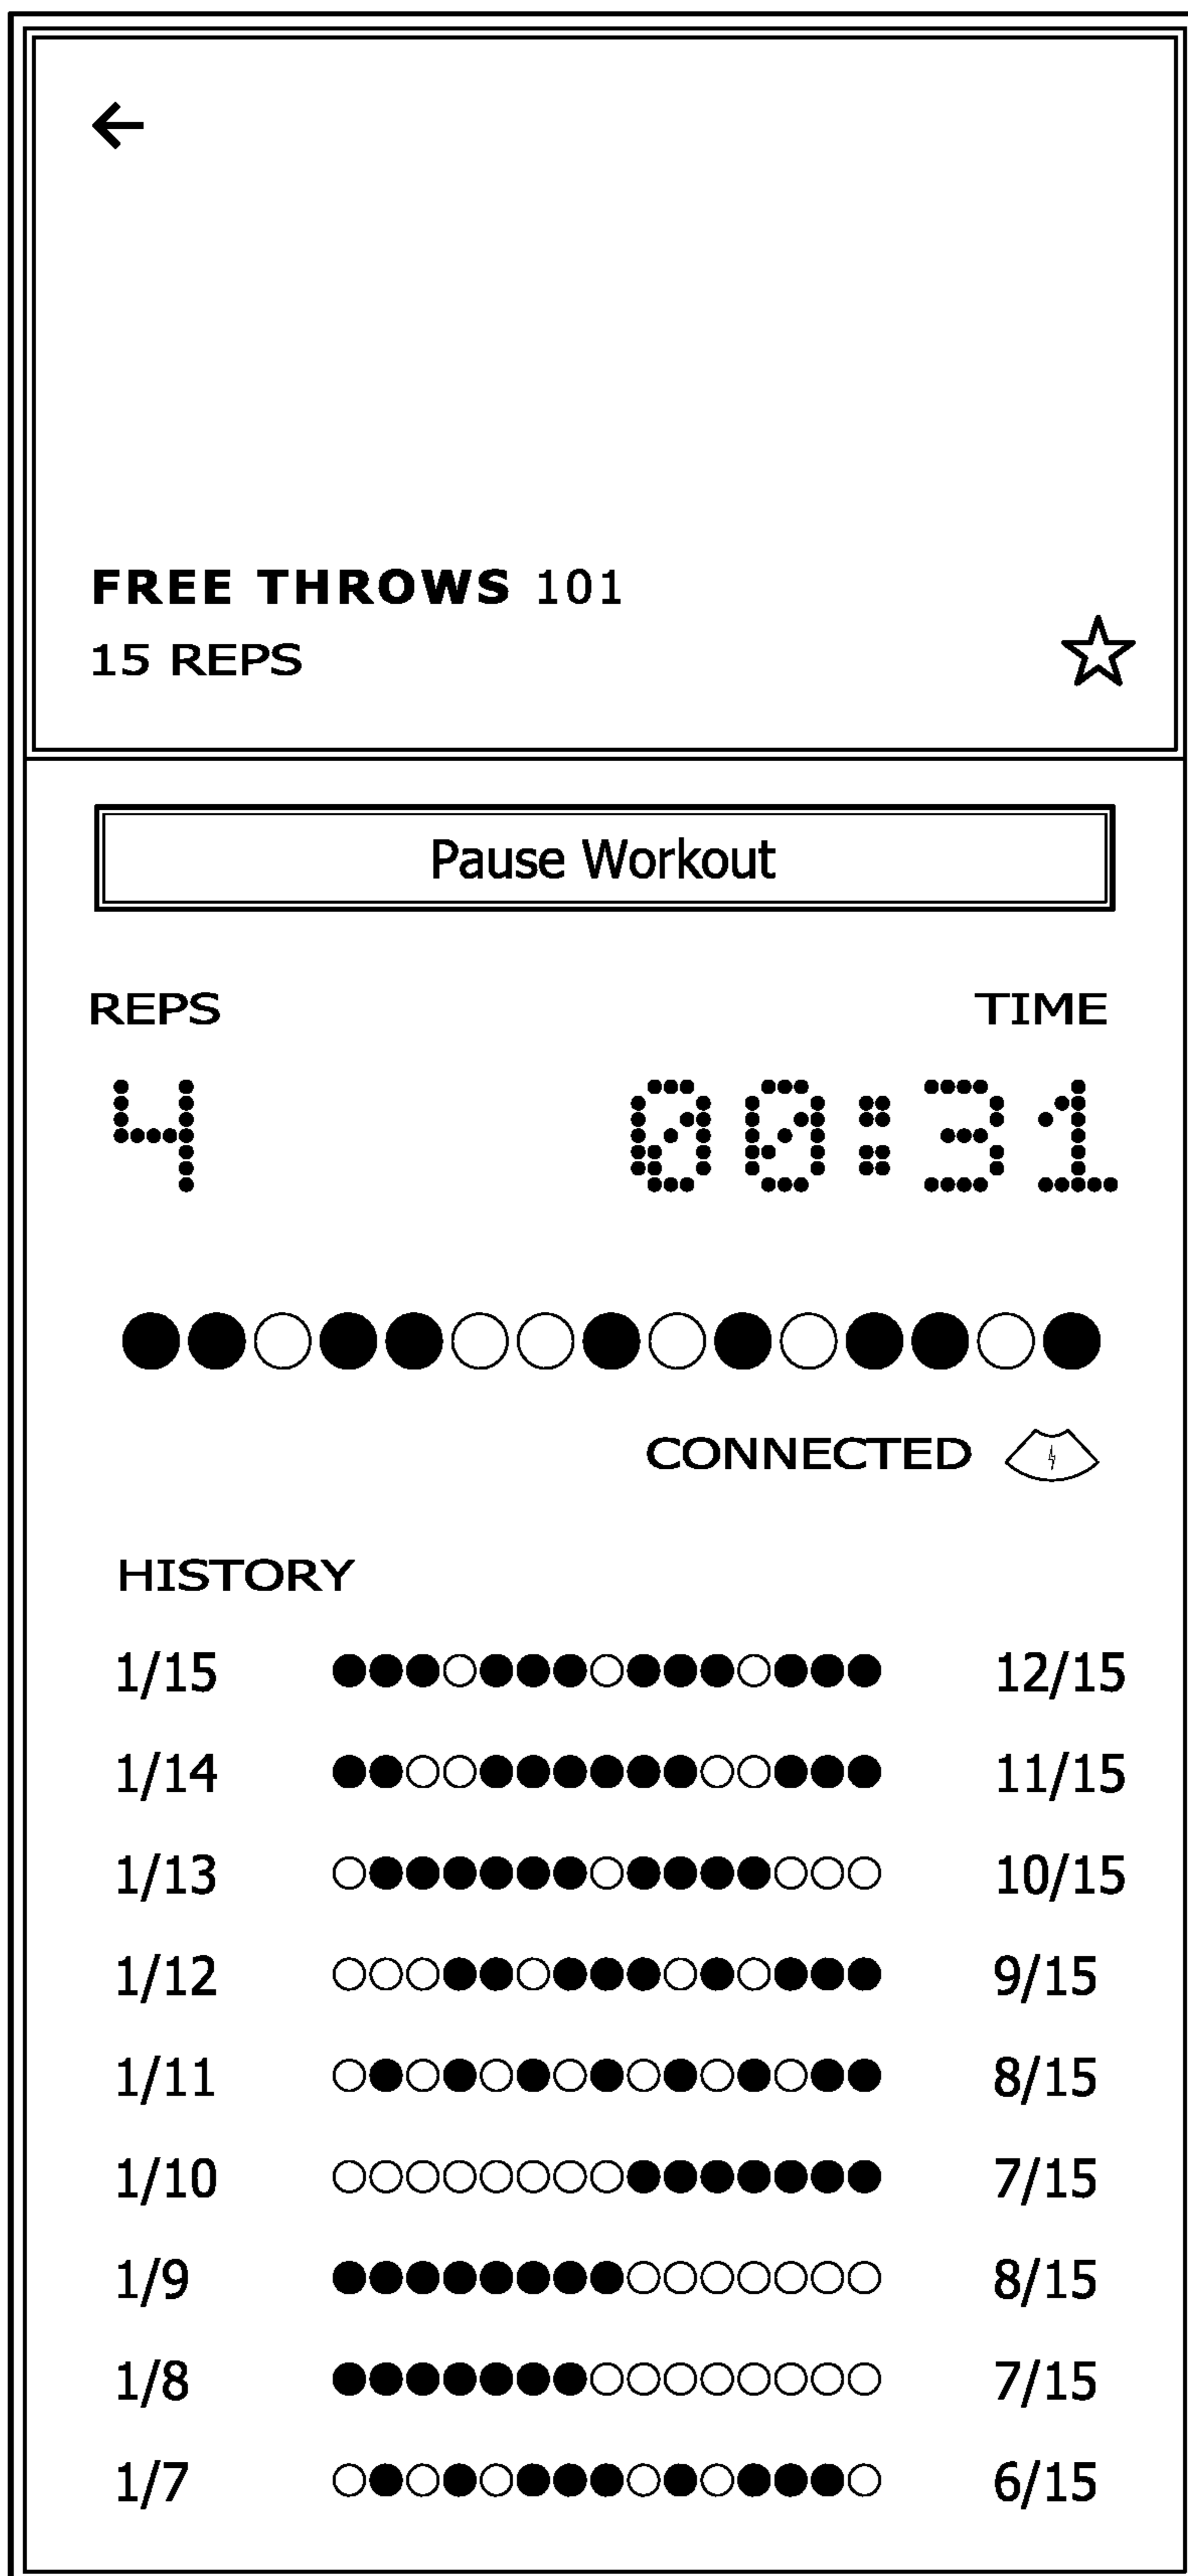 FREE THROWS 101
15 REPS
Pause Workout
REPS TIME
4 00:31
CONNECTED
HISTORY
1/15 12/15
1/14 11/15
1/13 10/15
1/12 9/15
1/11 8/15
1/10 7/15
1/9 8/15
1/8 7/15
1/7 6/15